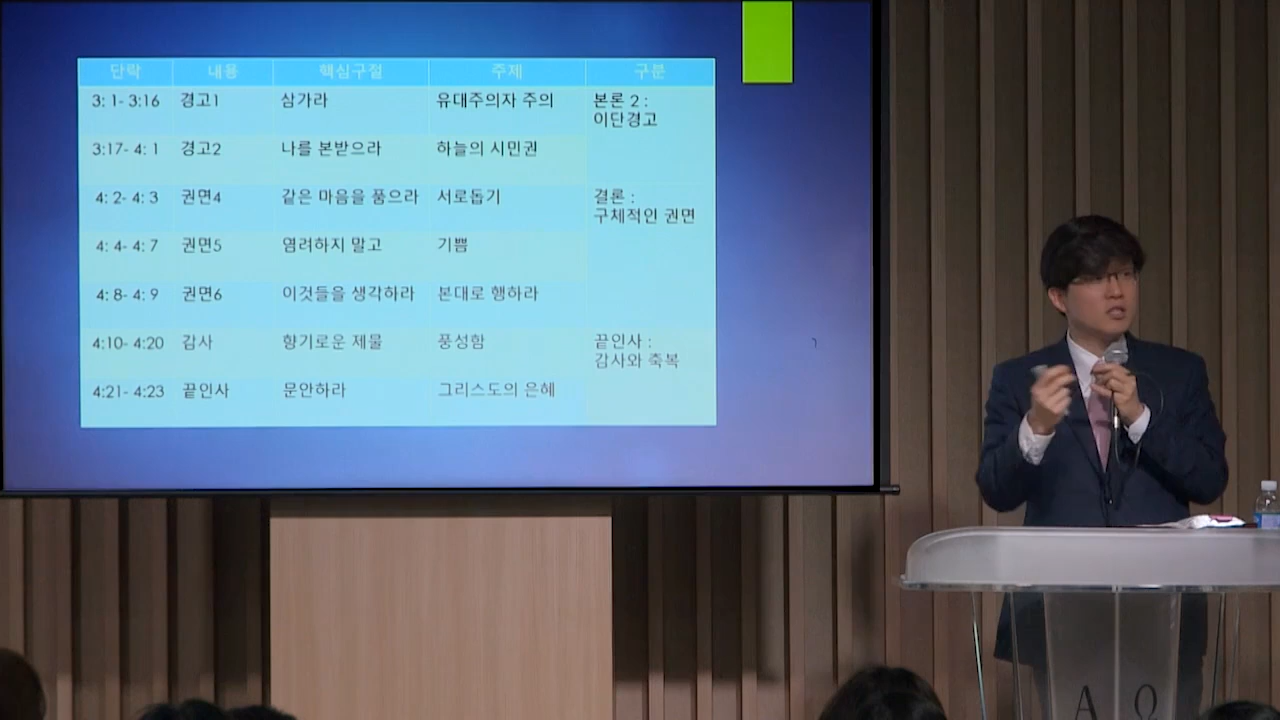 단락 내용 핵심구절 주제 구분
3: 1- 3:16 경고1 삼가라 유대주의자 주의 본론 2 :
이단경고
3:17- 4: 1 경고2 나를 본받으라 하늘의 시민권
4: 2- 4: 3 권면4 같은 마음을 품으라 서로돕기 결론 :
구체적인 권면
4: 4- 4: 7 권면5 염려하지 말고 기쁨
4: 8- 4: 9 권면6 이것들을 생각하라 본대로 행하라
4:10- 4:20 감사 향기로운 제물 풍성함 끝인사 :
감사와 축복
4:21- 4:23 끝인사 문안하라 그리스도의 은혜